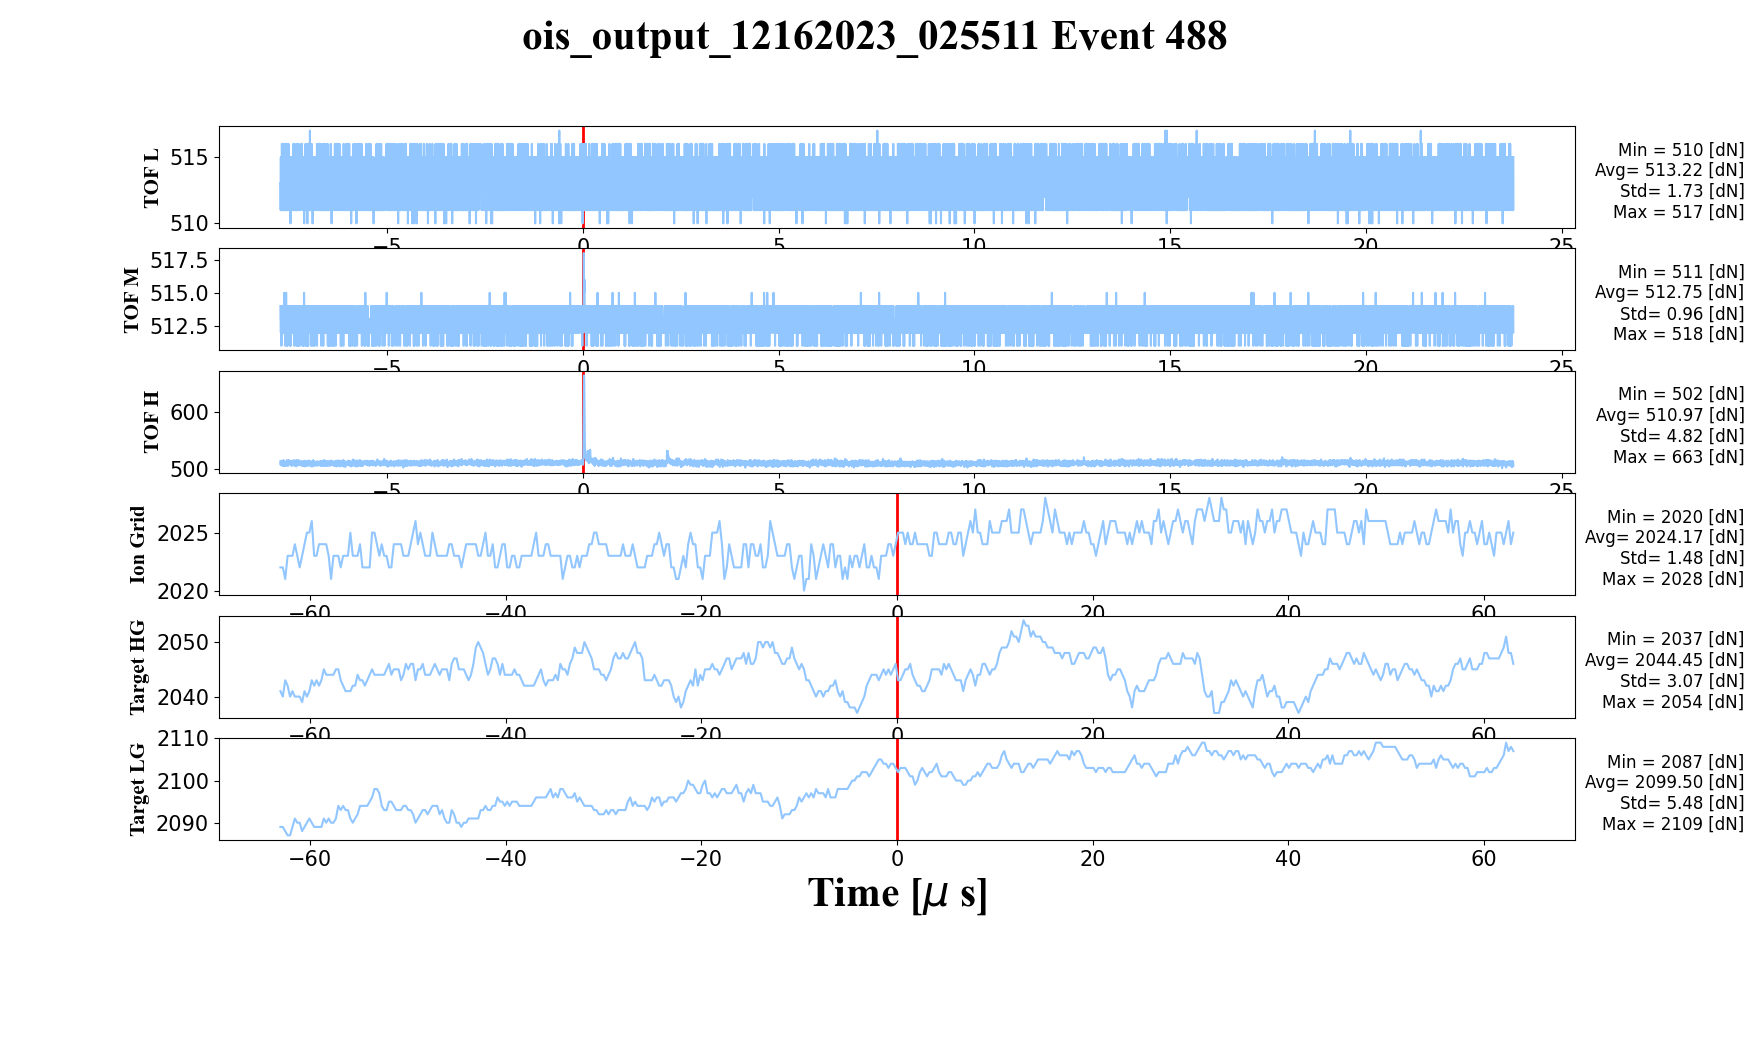 ois_output_12162023_025511 Event 488
TOF L
515
510
Min = 510 [dN]
Avg= 513.22 [dN]
Std= 1.73 [dN]
Max = 517 [dN]
−5 0 5 10 15 20 25
TOF M
517.5
515.0
512.5
Min = 511 [dN]
Avg= 512.75 [dN]
Std= 0.96 [dN]
Max = 518 [dN]
−5 0 5 10 15 20 25
TOF H
600
500
Min = 502 [dN]
Avg= 510.97 [dN]
Std= 4.82 [dN]
Max = 663 [dN]
−5 0 5 10 15 20 25
Ion Grid
2025
2020
Min = 2020 [dN]
Avg= 2024.17 [dN]
Std= 1.48 [dN]
Max = 2028 [dN]
−60 −40 −20 0 20 40 60
Target HG
2050
2040
Min = 2037 [dN]
Avg= 2044.45 [dN]
Std= 3.07 [dN]
Max = 2054 [dN]
−60 −40 −20 0 20 40 60
Target LG
2110
2100
2090
Min = 2087 [dN]
Avg= 2099.50 [dN]
Std= 5.48 [dN]
Max = 2109 [dN]
−60 −40 −20 0 20 40 60
Time [μ s]